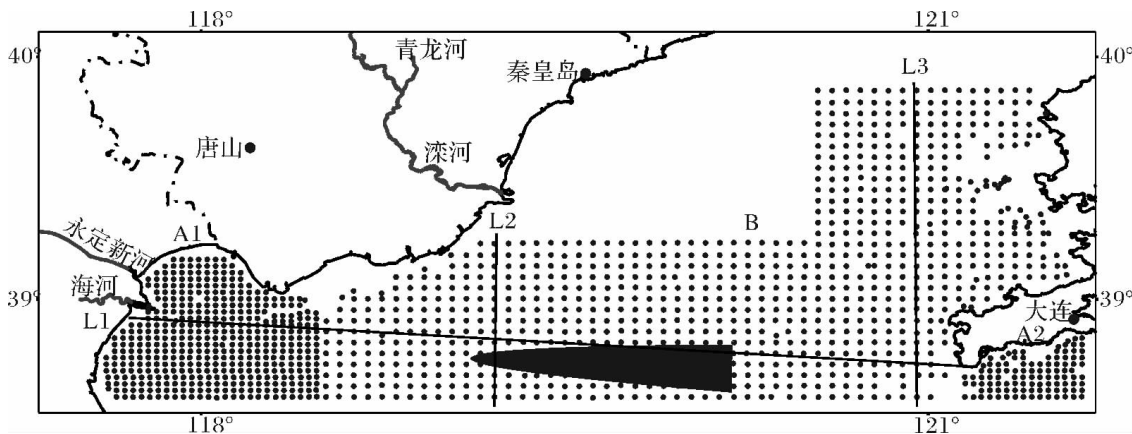 118°
121°
40°
40°
青龙河
秦皇岛
L3
唐山
滦河
L2
B
A1
永定新河
海河
39°
39°
L1
大连
A2
118°
121°